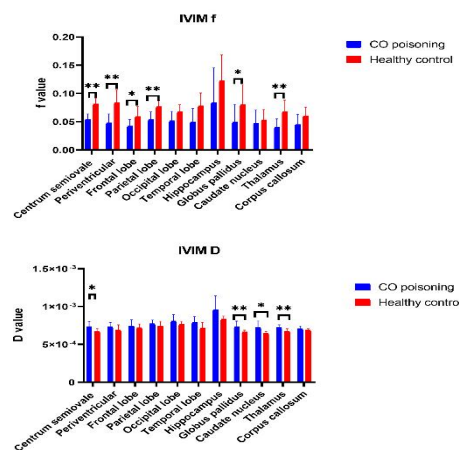 IVIM f
0.20
0.15
0.10
0.05
0.00
f value
** ** * ** * **
CO poisoning
Healthy control
Centrum semiovale
Periventricular
Frontal lobe
Parietal lobe
Occipital lobe
Temporal lobe
Hippocampus
Globus pallidus
Caudate nucleus
Thalamus
Corpus callosum
IVIM D
1.5×10⁻³
1×10⁻³
5×10⁻⁴
0
D value
* ** * **
CO poisoning
Healthy contro
Centrum semiovale
Periventricular
Frontal lobe
Parietal lobe
Occipital lobe
Temporal lobe
Hippocampus
Globus pallidus
Caudate nucleus
Thalamus
Corpus callosum